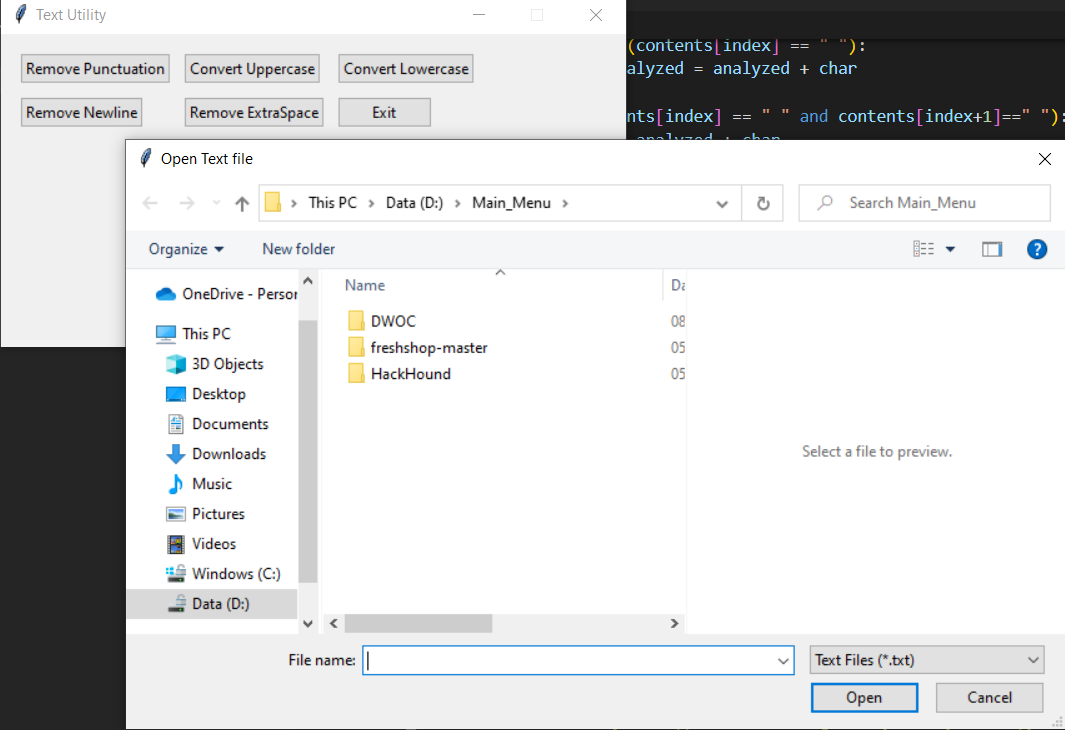 Text Utility
(contents[index] == " "):
Remove Punctuation Convert Uppercase Convert Lowercase
alyzed = analyzed + char
Remove Newline Remove ExtraSpace Exit
nts[index] == " " and contents[index+1]==" "):
analyzed + char
Open Text file
This PC Data (D:) Main_Menu
Search Main_Menu
Organize New folder
Name Da
OneDrive - Person
This PC
3D Objects
Desktop
Documents
Downloads
Music
Pictures
Videos
Windows (C:)
Data (D:)
DWOC 08
freshshop-master 05
HackHound 05
Select a file to preview.
File name: Text Files (*.txt)
Open Cancel